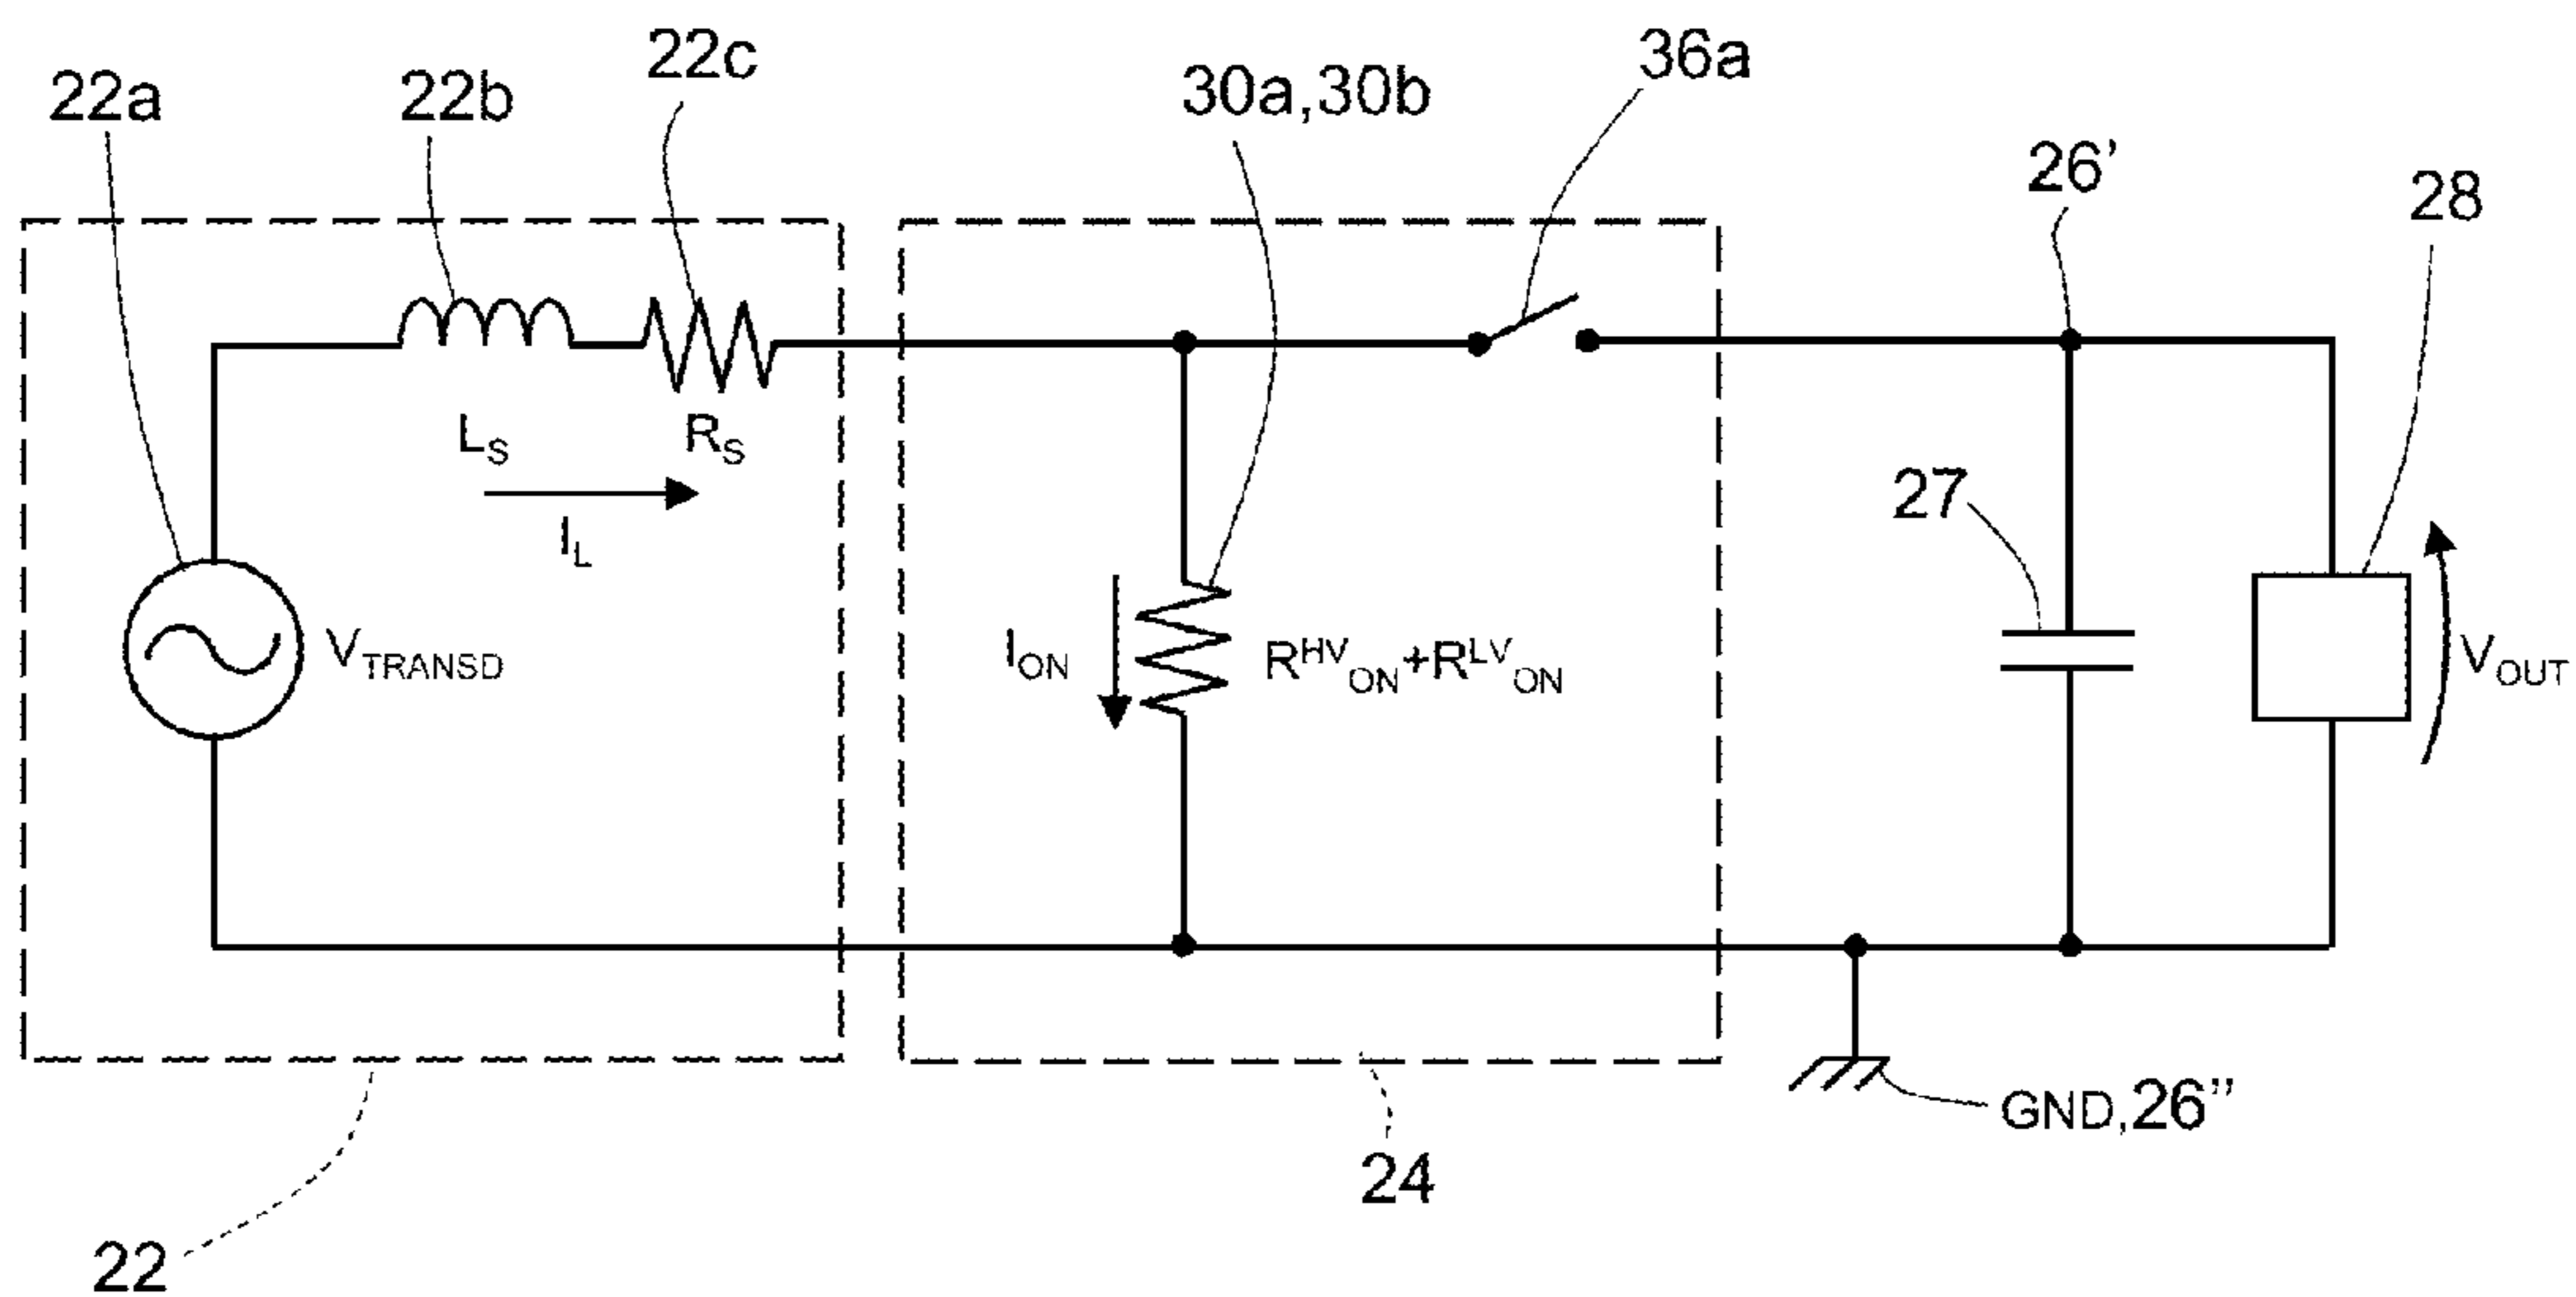 22a
22b
22c
30a,30b
36a
26’
28
L_S
R_S
I_L
27
V_TRANSD
I_ON
R^HV_ON+R^LV_ON
V_OUT
GND,26”
24
22